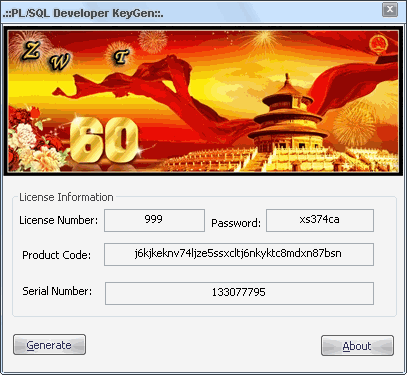 .::PL/SQL Developer KeyGen::.
Z W T
60
License Information
License Number: 999 Password: xs374ca
Product Code: j6kjkeknv74ljze5ssxcltj6nkyktc8mdxn87bsn
Serial Number: 133077795
Generate About